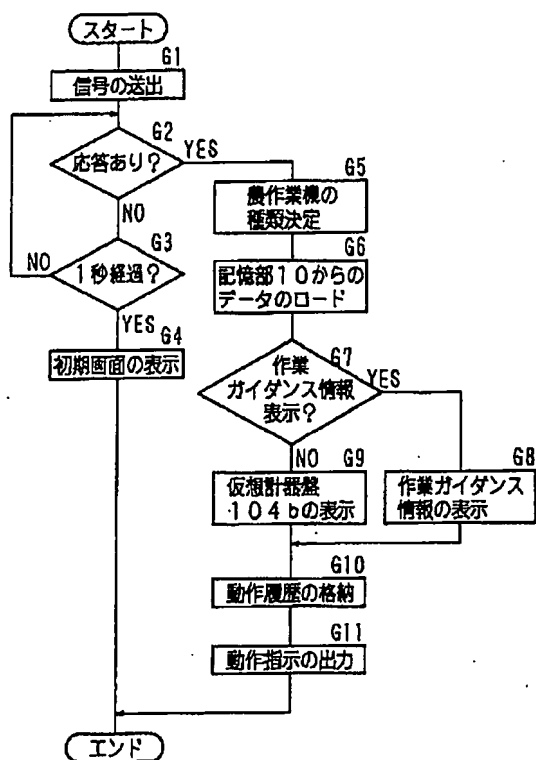 スタート
G1
信号の送出
G2
応答あり？
YES
NO
G3
1秒経過？
NO
YES
G4
初期画面の表示
G5
農作業機の
種類決定
G6
記憶部10からの
データのロード
G7
作業
ガイダンス情報
表示？
YES
NO
G9
仮想計器盤
104bの表示
G8
作業ガイダンス
情報の表示
G10
動作履歴の格納
G11
動作指示の出力
エンド